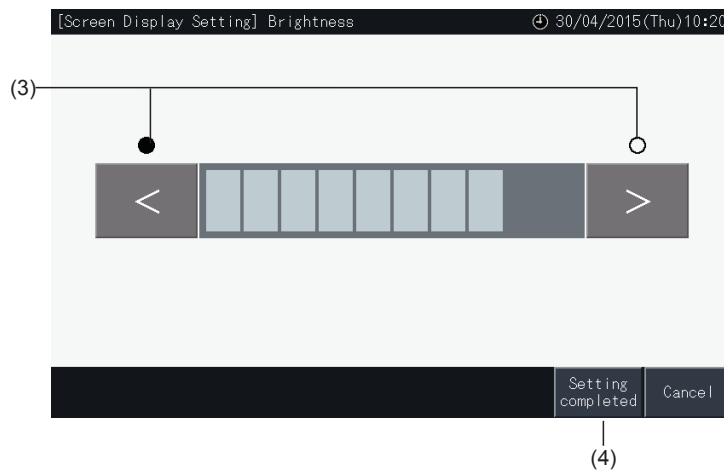 [Screen Display Setting] Brightness 30/04/2015(Thu)10:20
(3)
< >
Setting
completed
Cancel
(4)